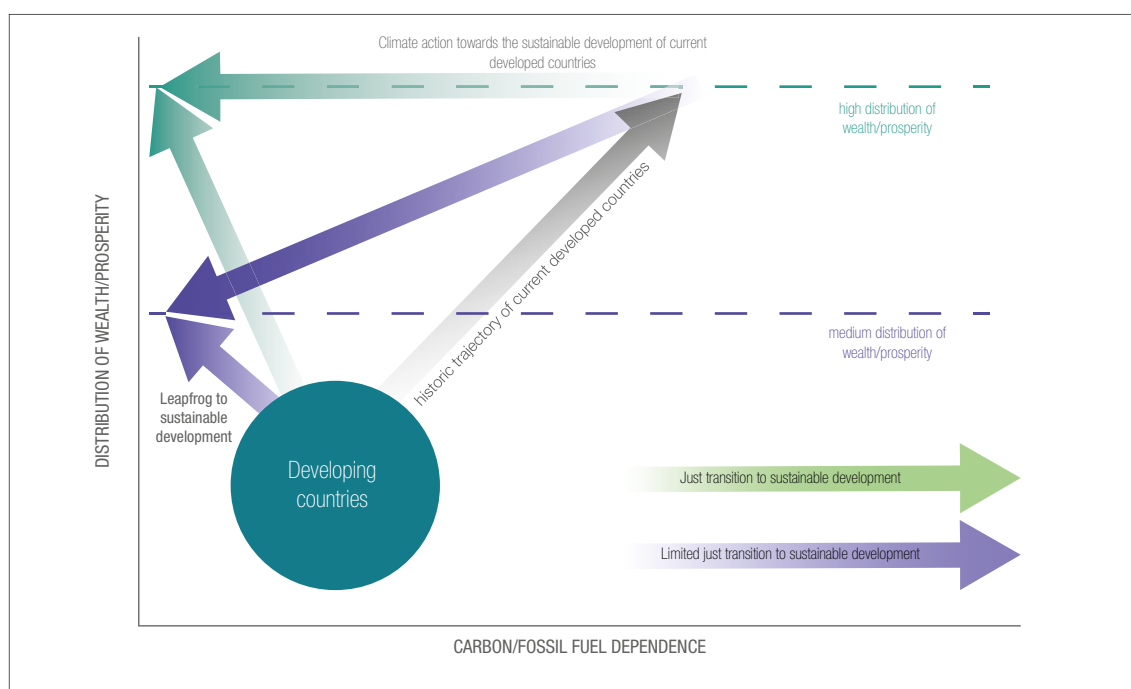 Climate action towards the sustainable development of current
developed countries
high distribution of
wealth/prosperity
historic trajectory of current developed countries
medium distribution of
wealth/prosperity
DISTRIBUTION OF WEALTH/PROSPERITY
Leapfrog to
sustainable
development
Developing
countries
Just transition to sustainable development
Limited just transition to sustainable development
CARBON/FOSSIL FUEL DEPENDENCE